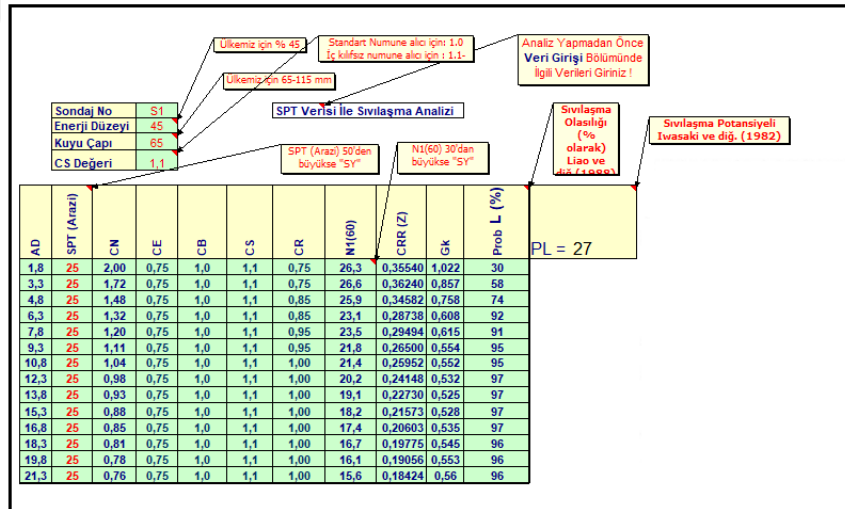 Ülkemiz için % 45
Standart Numune alıcı için: 1.0
İç kılıfsız numune alıcı için : 1.1-
Analiz Yapmadan Önce
Veri Girişi Bölümünde
İlgili Verileri Giriniz !
Ülkemiz için 65-115 mm
Sondaj No S1
Enerji Düzeyi 45
Kuyu Çapı 65
CS Değeri 1,1
SPT Verisi İle Sıvılaşma Analizi
SPT (Arazi) 50'den
büyükse "SY"
N1(60) 30'dan
büyükse "SY"
Sıvılaşma
Olasılığı
(%
olarak)
Liao ve
diğ.(1988)
Sıvılaşma Potansiyeli
Iwasaki ve diğ. (1982)
AD SPT (Arazi) CN CE CB CS CR N1(60) CRR (Z) Gk Prob L (%)
PL = 27
1,8 25 2,00 0,75 1,0 1,1 0,75 26,3 0,35540 1,022 30
3,3 25 1,72 0,75 1,0 1,1 0,75 26,6 0,36240 0,857 58
4,8 25 1,48 0,75 1,0 1,1 0,85 25,9 0,34582 0,758 74
6,3 25 1,32 0,75 1,0 1,1 0,85 23,1 0,28738 0,608 92
7,8 25 1,20 0,75 1,0 1,1 0,95 23,5 0,29494 0,615 91
9,3 25 1,11 0,75 1,0 1,1 0,95 21,8 0,26500 0,554 95
10,8 25 1,04 0,75 1,0 1,1 1,00 21,4 0,25952 0,552 95
12,3 25 0,98 0,75 1,0 1,1 1,00 20,2 0,24148 0,532 97
13,8 25 0,93 0,75 1,0 1,1 1,00 19,1 0,22730 0,525 97
15,3 25 0,88 0,75 1,0 1,1 1,00 18,2 0,21573 0,528 97
16,8 25 0,85 0,75 1,0 1,1 1,00 17,4 0,20603 0,535 97
18,3 25 0,81 0,75 1,0 1,1 1,00 16,7 0,19775 0,545 96
19,8 25 0,78 0,75 1,0 1,1 1,00 16,1 0,19056 0,553 96
21,3 25 0,76 0,75 1,0 1,1 1,00 15,6 0,18424 0,56 96